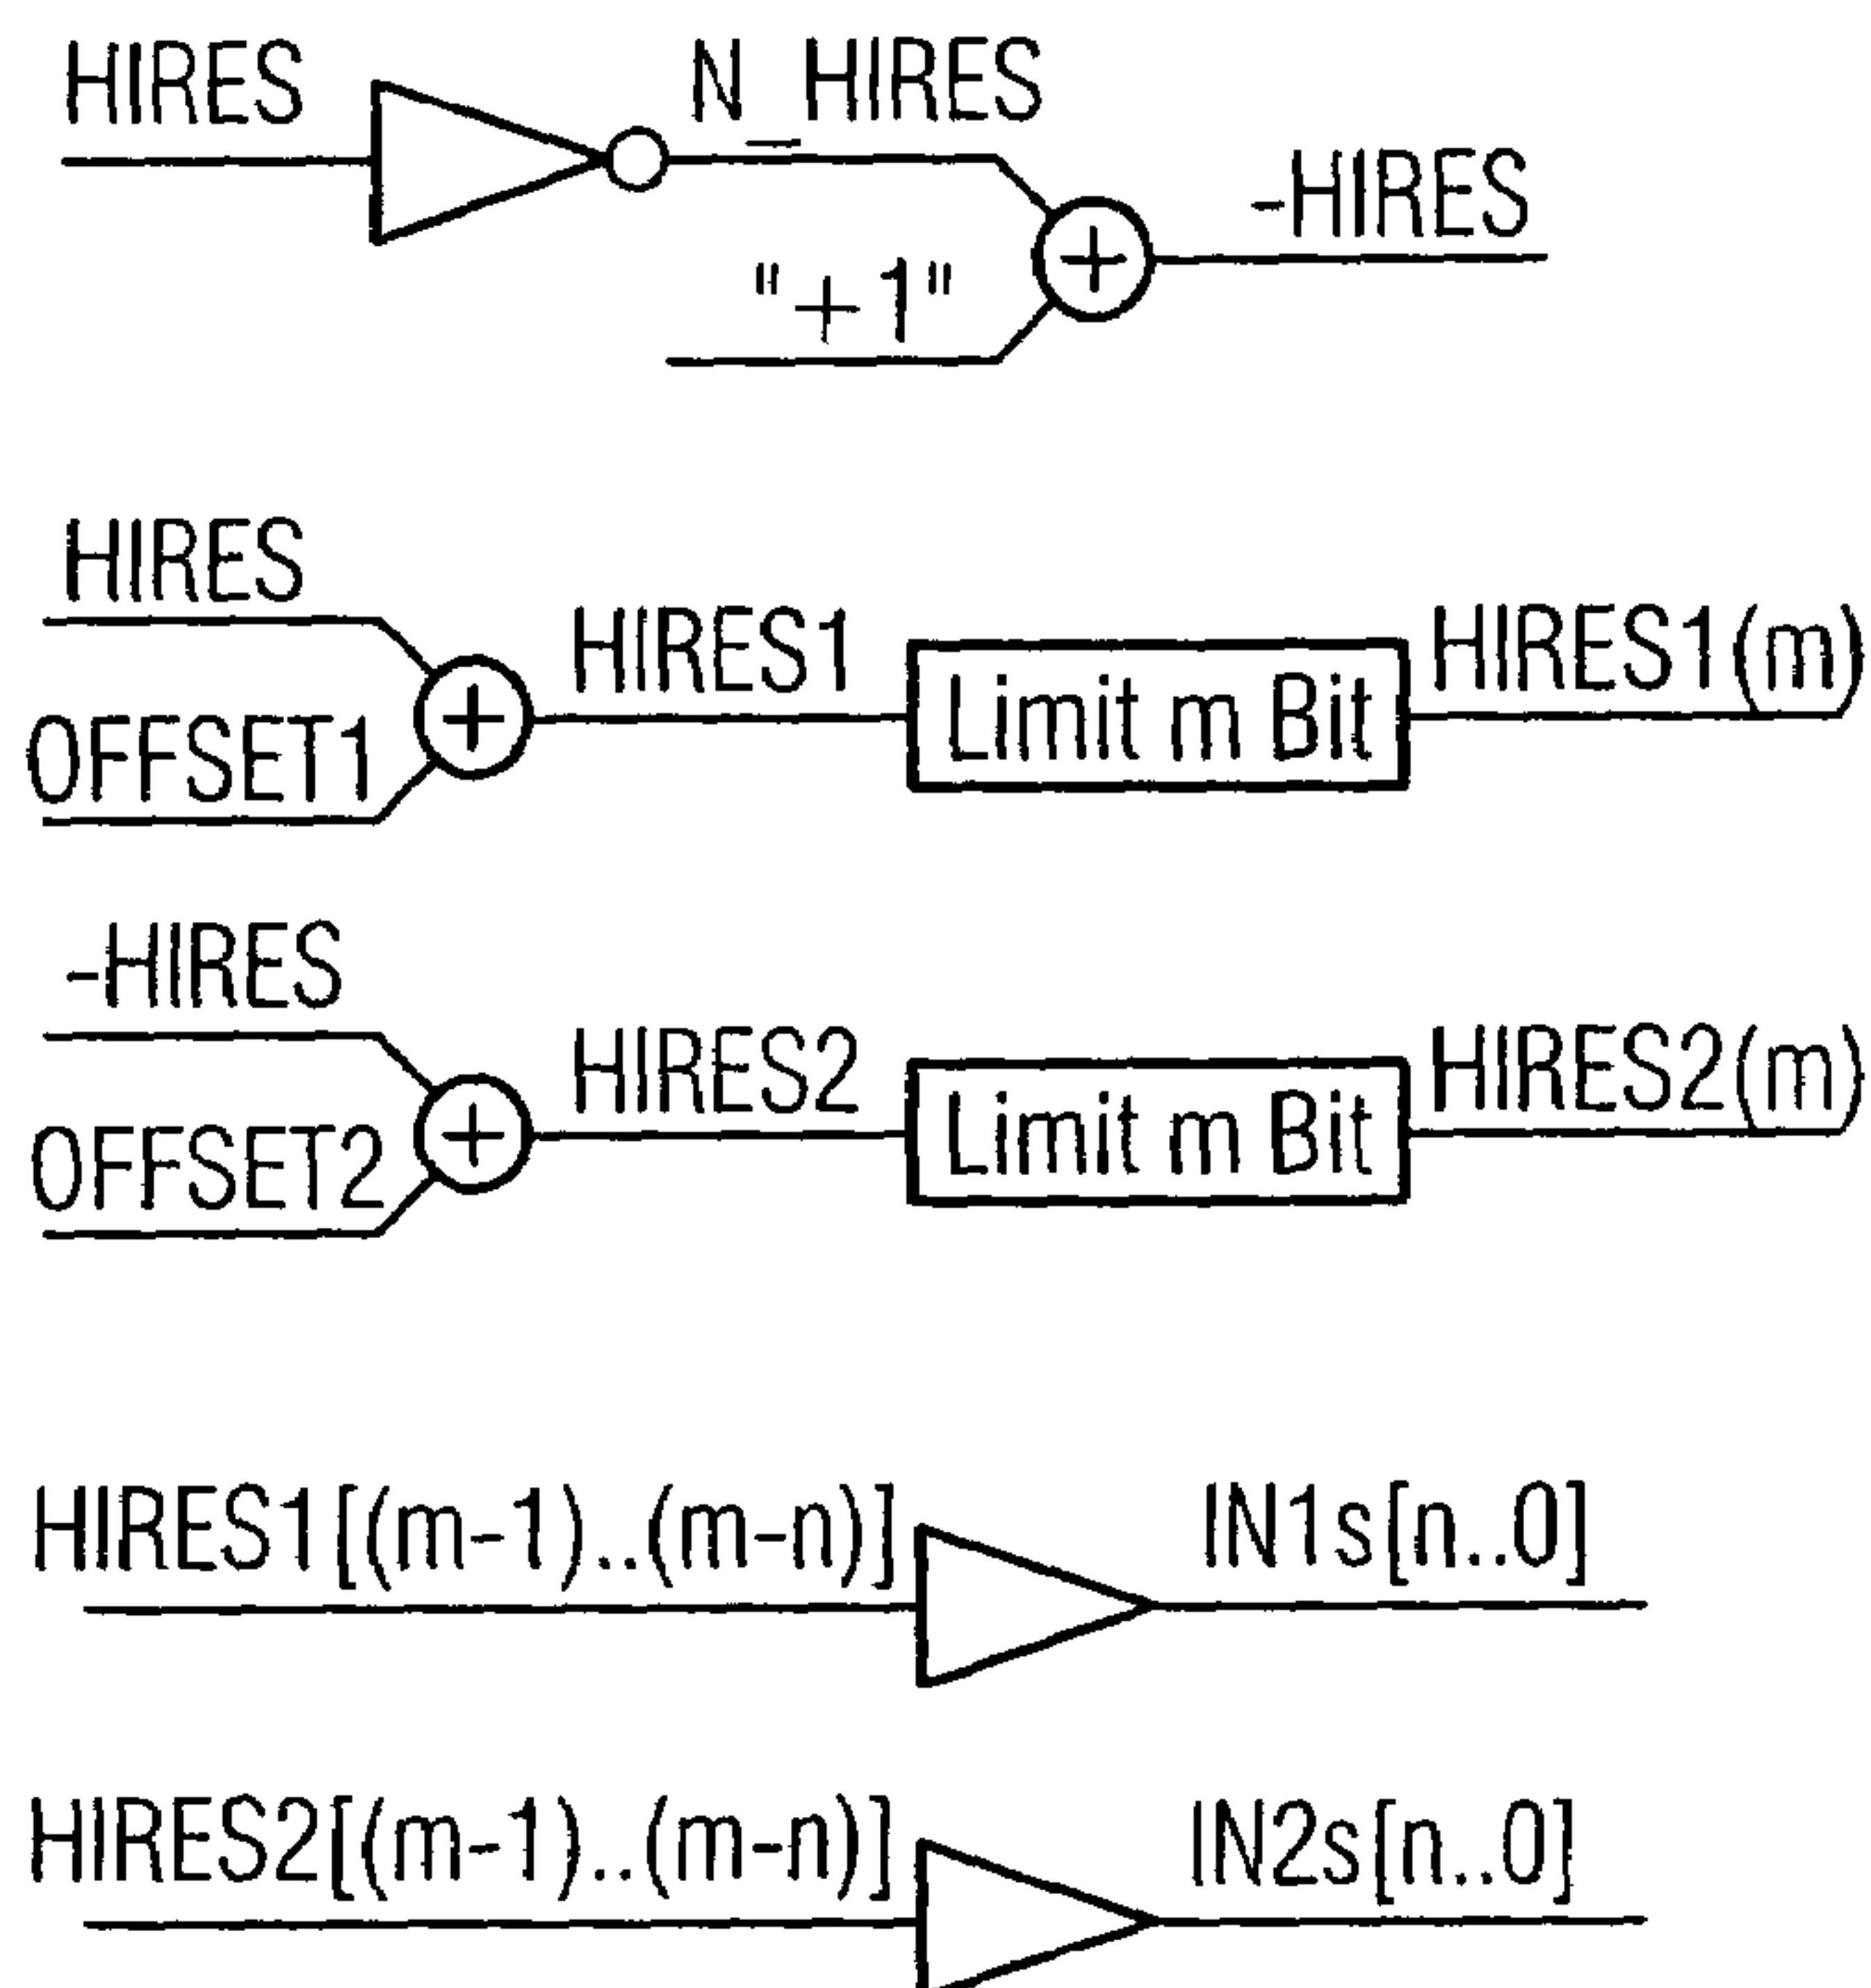 HIRES
N_HIRES
-HIRES
"+1"
+
HIRES
HIRES1
HIRES1(m)
Limit m Bit
OFFSET1
+
-HIRES
HIRES2
HIRES2(m)
Limit m Bit
OFFSET2
+
HIRES1[(m-1)..(m-n)]
IN1s[n..0]
HIRES2[(m-1)..(m-n)]
IN2s[n..0]